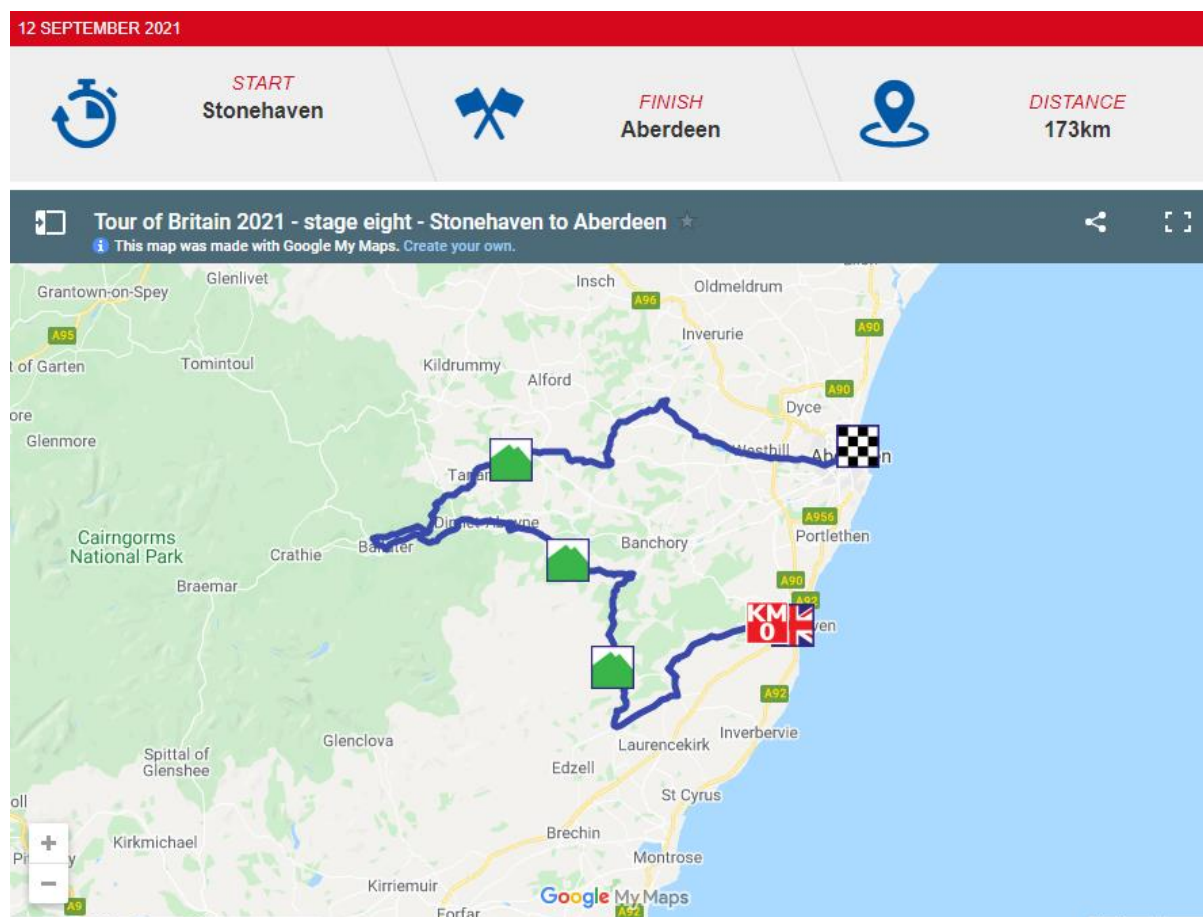 12 SEPTEMBER 2021
START
Stonehaven
FINISH
Aberdeen
DISTANCE
173km
Tour of Britain 2021 - stage eight - Stonehaven to Aberdeen
This map was made with Google My Maps. Create your own.
Glenlivet
Insch
Oldmeldrum
Grantown-on-Spey
A96
Inverurie
A90
A95
of Garten
Tomintoul
Kildrummy
Alford
A90
Dyce
Glenmore
Westhill
Cairngorms
National Park
Crathie
Banchory
A956
Portlethen
Braemar
A90
A92
KM
0
A92
Glenclova
Laurencekirk
Inverbervie
Spittal of
Glenshee
Edzell
St Cyrus
Brechin
+
Kirkmichael
Montrose
−
Kirriemuir
Google My Maps
A9
Forfar
A92